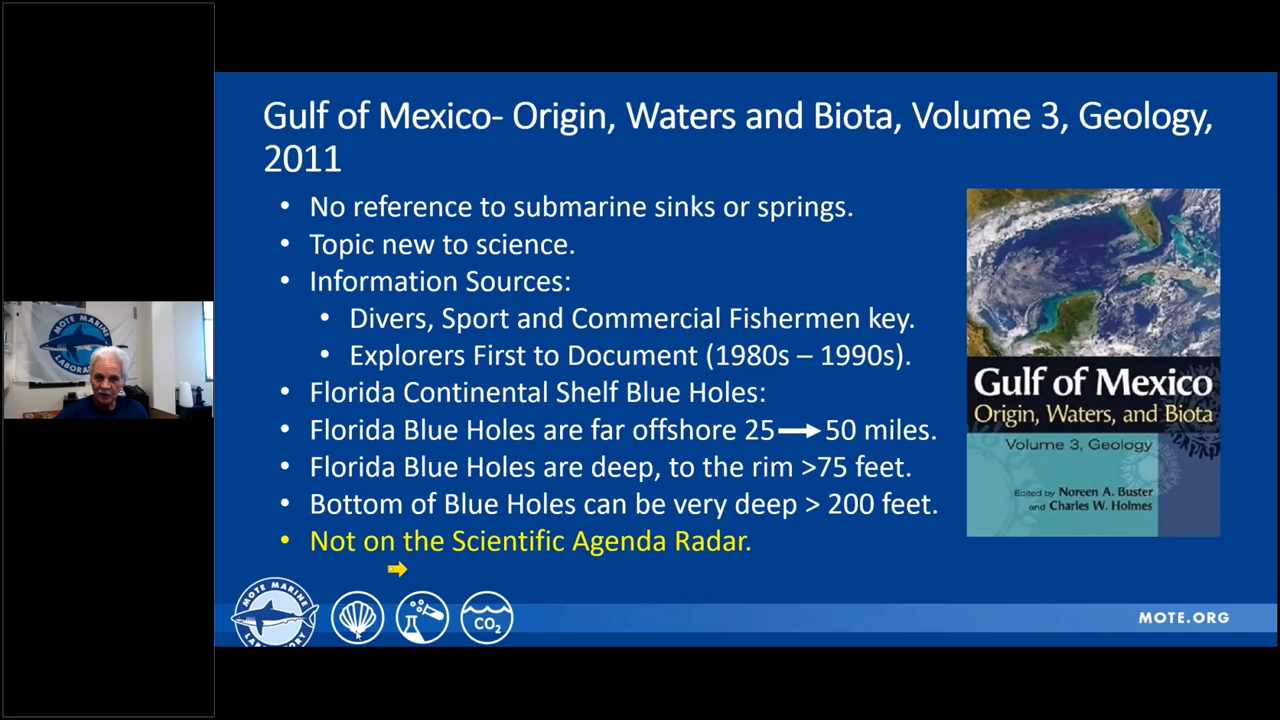 Gulf of Mexico- Origin, Waters and Biota, Volume 3, Geology,
2011
• No reference to submarine sinks or springs.
• Topic new to science.
• Information Sources:
• Divers, Sport and Commercial Fishermen key.
• Explorers First to Document (1980s – 1990s).
• Florida Continental Shelf Blue Holes:
• Florida Blue Holes are far offshore 25 → 50 miles.
• Florida Blue Holes are deep, to the rim >75 feet.
• Bottom of Blue Holes can be very deep > 200 feet.
• Not on the Scientific Agenda Radar.
Gulf of Mexico
Origin, Waters, and Biota
Volume 3, Geology
Edited by Noreen A. Buster
and Charles W. Holmes
MOTE MARINE
MOTE MARINE
LABORATORY
CO2
MOTE.ORG